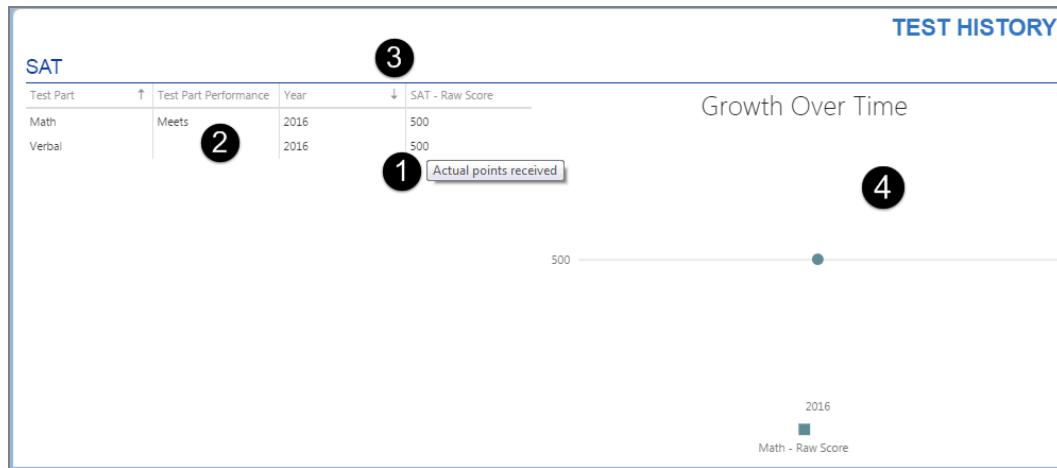 TEST HISTORY
3
SAT
Test Part ↑ Test Part Performance Year ↓ SAT - Raw Score
Growth Over Time
Math Meets 2016 500
2
Verbal 2016 500
1 Actual points received
4
500
2016
Math - Raw Score